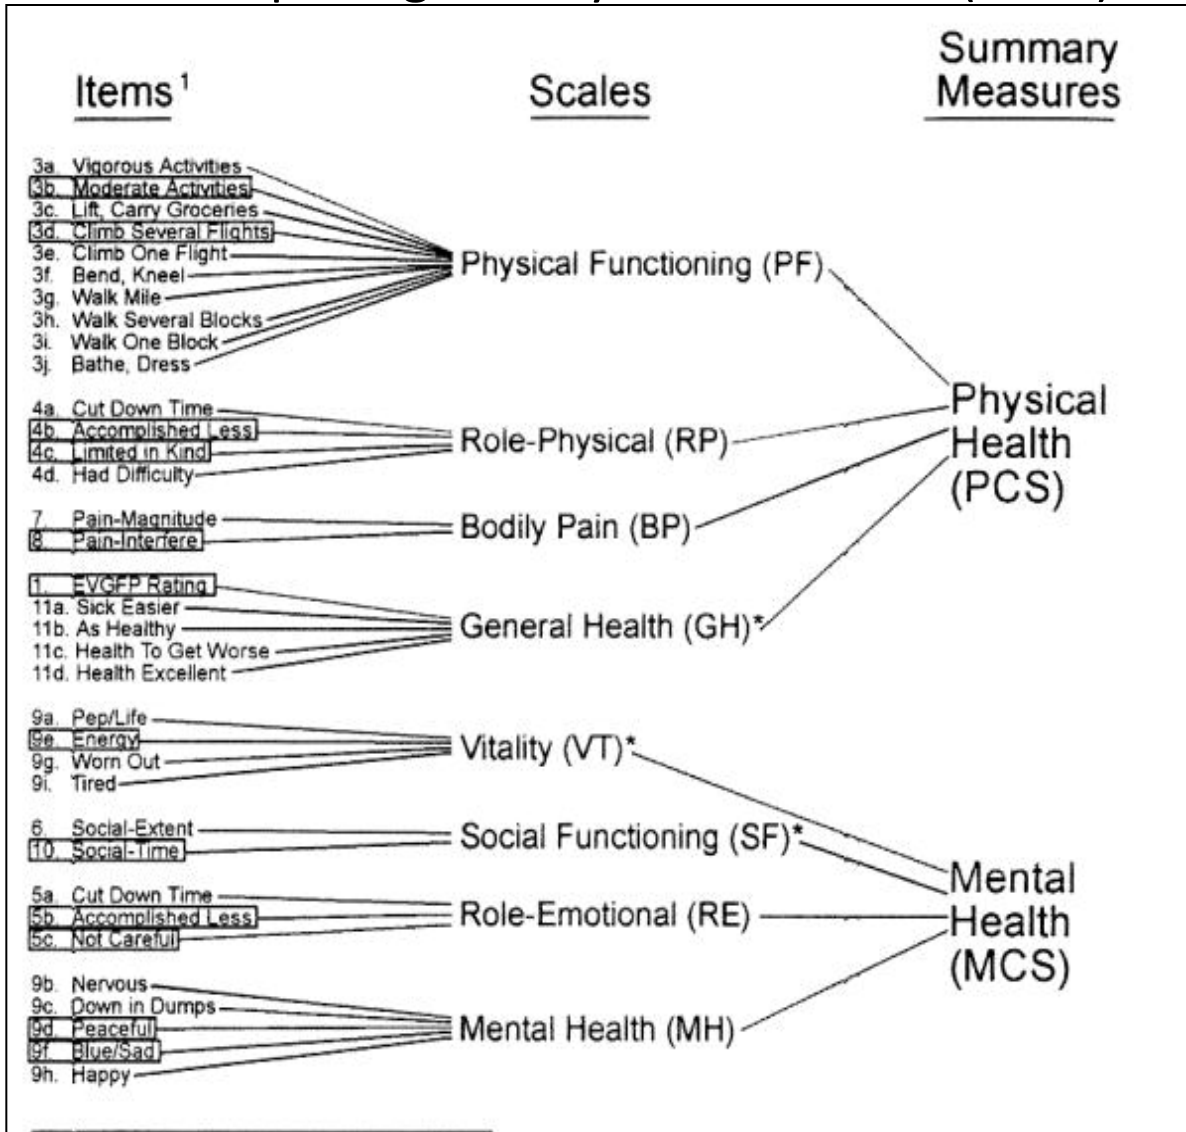 Summary
Items 1 Scales Measures
3a. Vigorous Activities
3b. Moderate Activities
3c. Lift, Carry Groceries
3d. Climb Several Flights
3e. Climb One Flight
3f. Bend, Kneel
3g. Walk Mile
3h. Walk Several Blocks
3i. Walk One Block
3j. Bathe, Dress
Physical Functioning (PF)
4a. Cut Down Time
4b. Accomplished Less
4c. Limited in Kind
4d. Had Difficulty
Role-Physical (RP)
7. Pain-Magnitude
8. Pain-Interfere
Bodily Pain (BP)
1. EVGFP Rating
11a. Sick Easier
11b. As Healthy
11c. Health To Get Worse
11d. Health Excellent
General Health (GH)*
Physical
Health
(PCS)
9a. Pep/Life
9e. Energy
9g. Worn Out
9i. Tired
Vitality (VT)*
6. Social-Extent
10. Social-Time
Social Functioning (SF)*
5a. Cut Down Time
5b. Accomplished Less
5c. Not Careful
Role-Emotional (RE)
9b. Nervous
9c. Down in Dumps
9d. Peaceful
9f. Blue/Sad
9h. Happy
Mental Health (MH)
Mental
Health
(MCS)